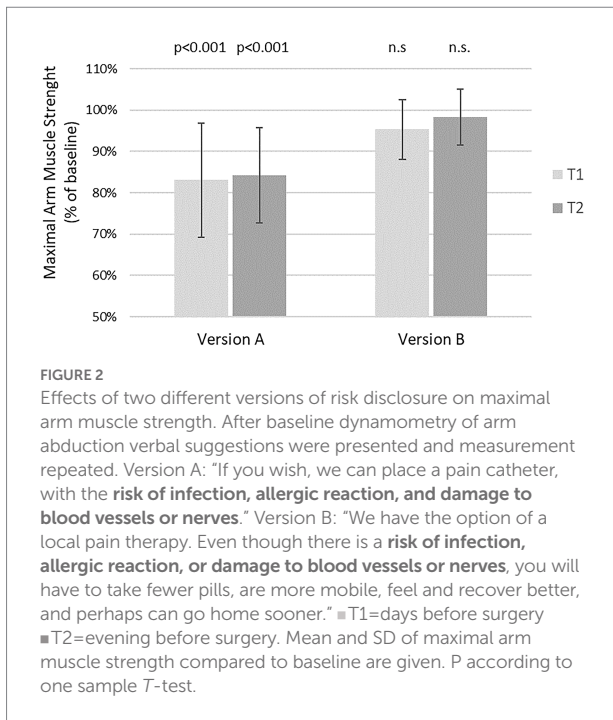 p<0.001 p<0.001 n.s n.s.
Maximal Arm Muscle Strenght
(% of baseline)
110%
100%
90%
80%
70%
60%
50%
T1
T2
Version A Version B
FIGURE 2
Effects of two different versions of risk disclosure on maximal
arm muscle strength. After baseline dynamometry of arm
abduction verbal suggestions were presented and measurement
repeated. Version A: “If you wish, we can place a pain catheter,
with the risk of infection, allergic reaction, and damage to
blood vessels or nerves.” Version B: “We have the option of a
local pain therapy. Even though there is a risk of infection,
allergic reaction, or damage to blood vessels or nerves, you will
have to take fewer pills, are more mobile, feel and recover better,
and perhaps can go home sooner.” ■T1=days before surgery
■T2=evening before surgery. Mean and SD of maximal arm
muscle strength compared to baseline are given. P according to
one sample T-test.